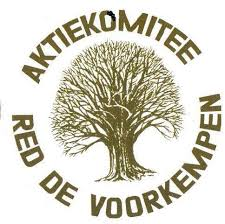 AKTIEKOMITEE
RED DE VOORKEMPEN